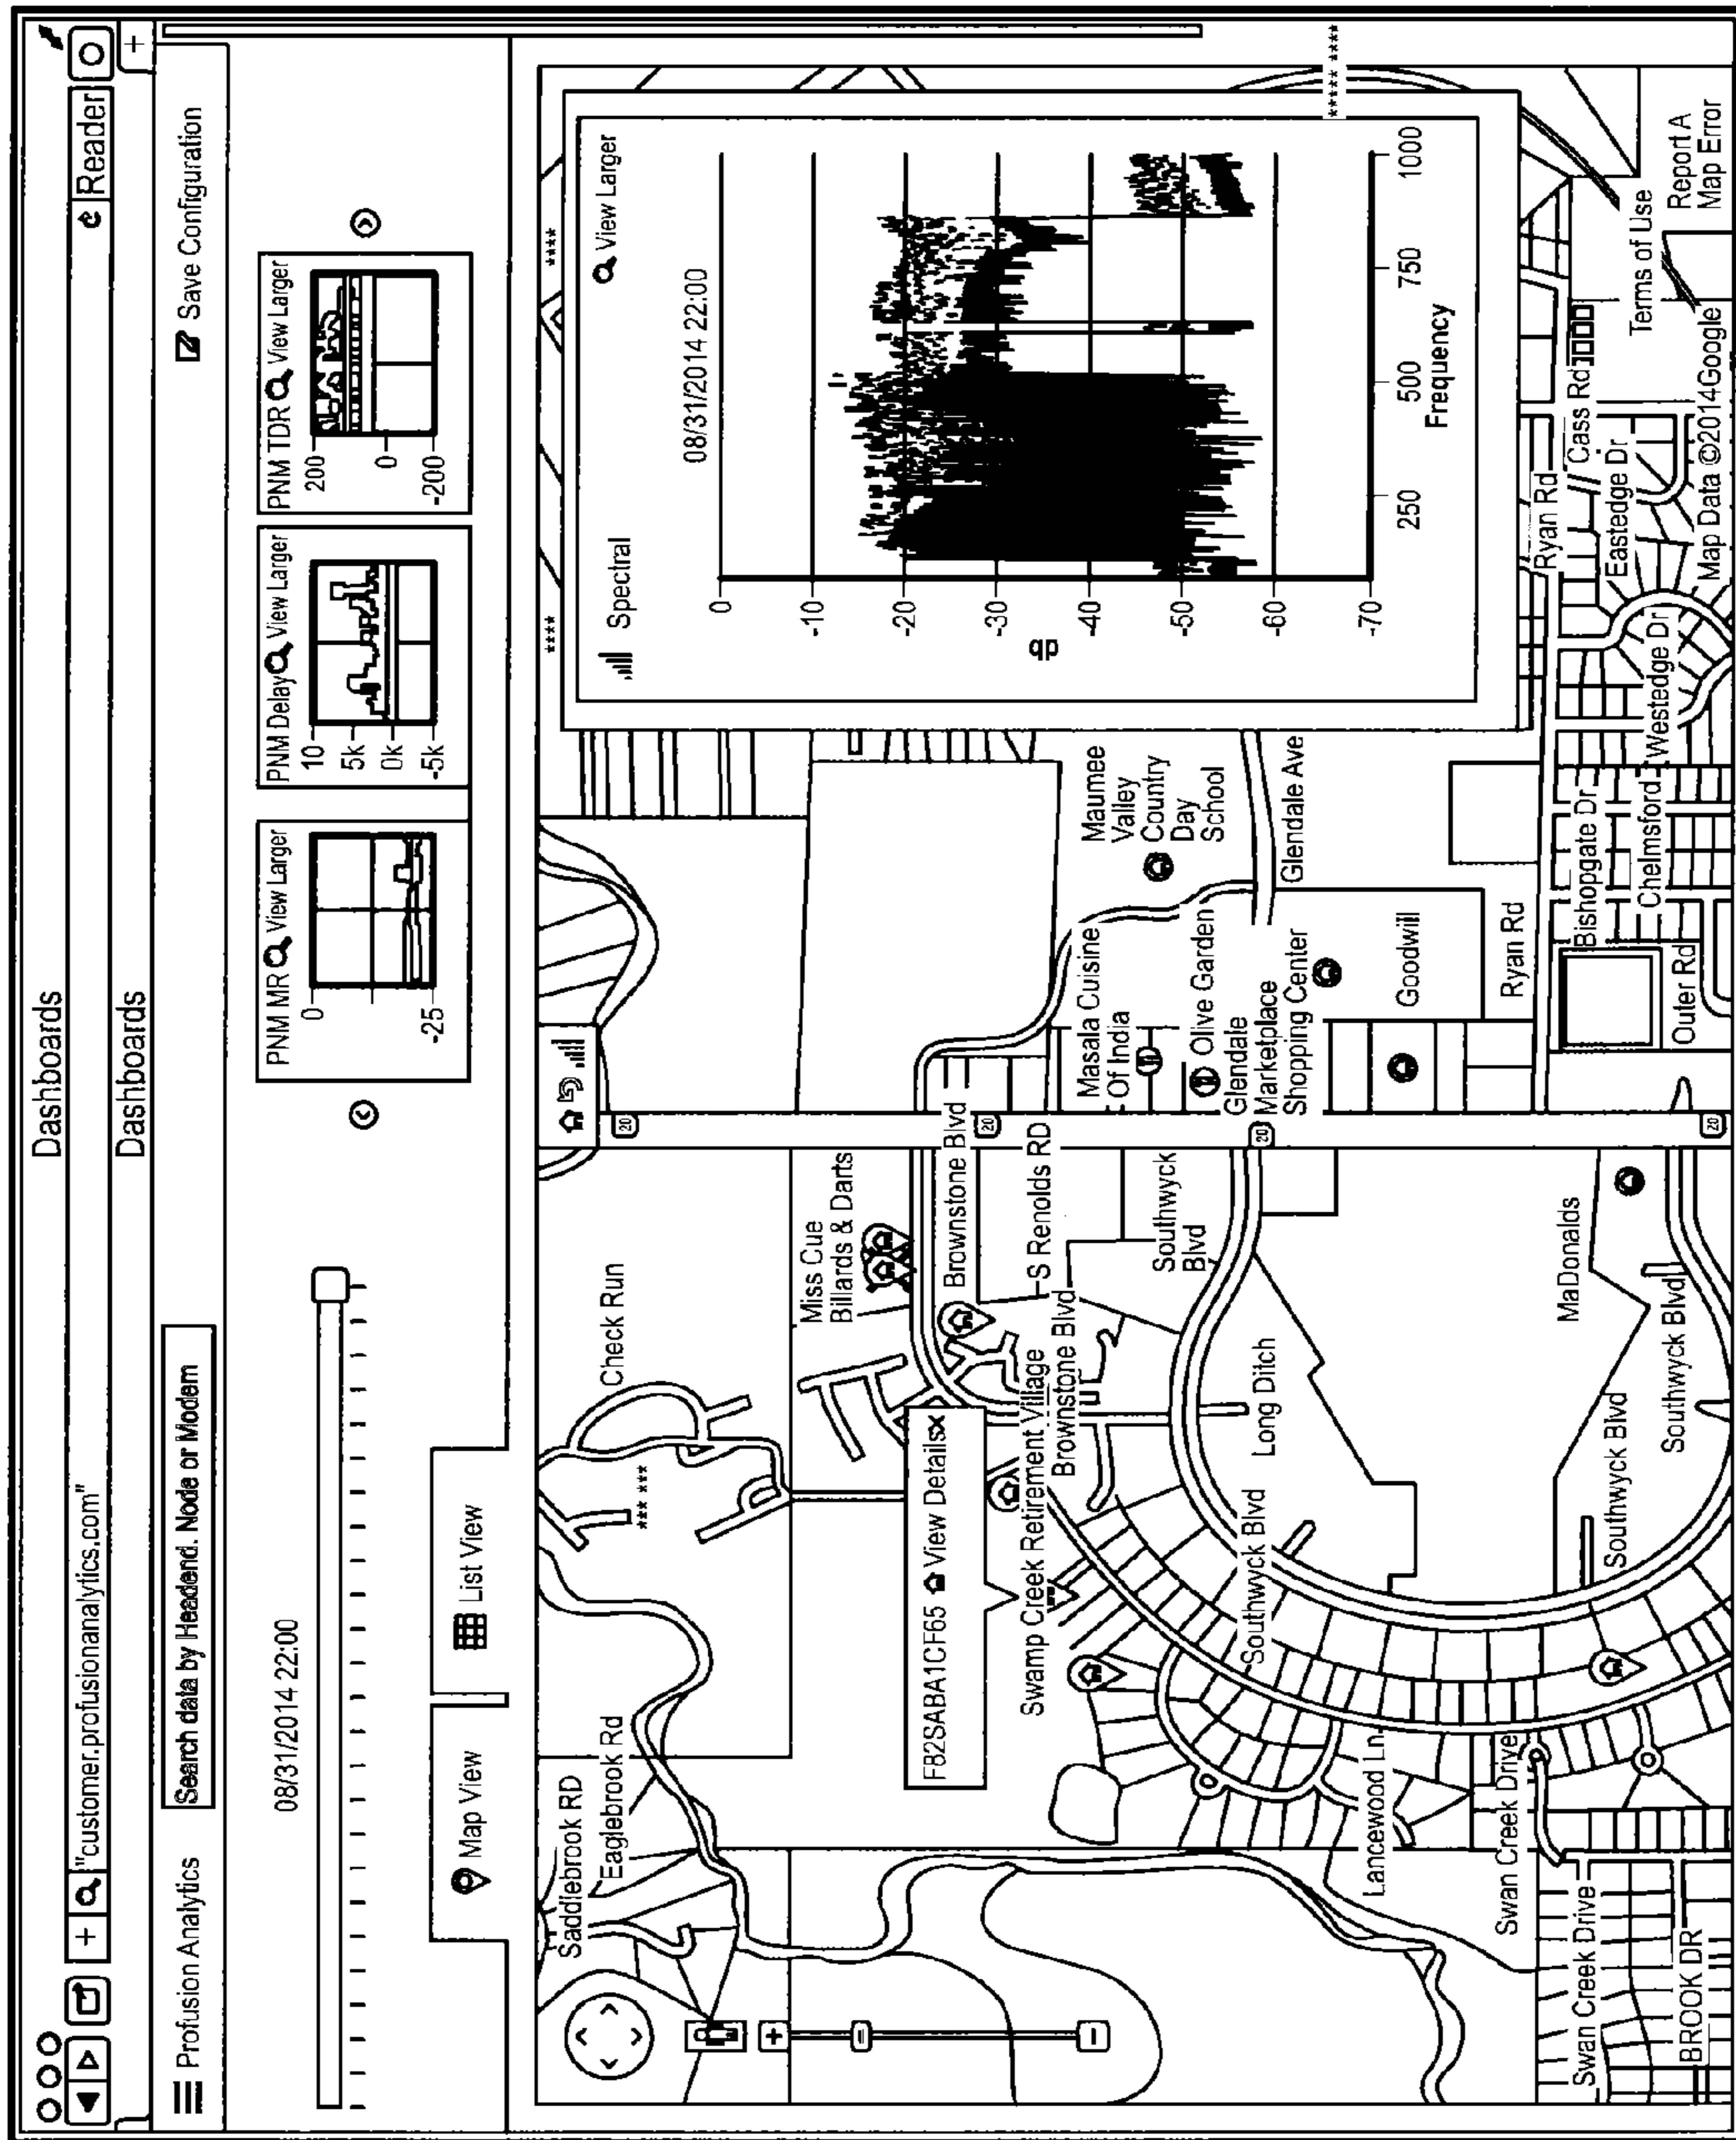 Dashboards
"customer.profusionanalytics.com"
Reader
Dashboards
Profusion Analytics
Search data by Headend. Node or Modem
Save Configuration
08/31/2014 22:00
PNM MR View Larger
0
-25
PNM Delay View Larger
10
5k
0k
-5k
PNM TDR View Larger
200
0
-200
Map View
List View
Saddlebrook RD
Eaglebrook Rd
Check Run
*** ***
Miss Cue
Billards & Darts
F82SABA1CF65 View Detailsx
Brownstone Blvd
S Renolds RD
Swamp Creek Retirement Village
Brownstone Blvd
Southwyck
Blvd
Long Ditch
Southwyck Blvd
Lancewood Ln
MaDonalds
Swan Creek Drive
Southwyck Blvd
Southwyck Blvd
Swan Creek Drive
BROOK DR
20
20
20
20
Masala Cuisine
Of India
Olive Garden
Glendale
Marketplace
Shopping Center
Maumee
Valley
Country
Day
School
Glendale Ave
Goodwill
Ryan Rd
Outer Rd
Bishopgate Dr
Chelmsford
Westedge Dr
Ryan Rd
Cass Rd
Eastedge Dr
Map Data ©2014Google
Terms of Use
Report A
Map Error
****
****
***** ****
Spectral
View Larger
08/31/2014 22:00
0
-10
-20
-30
-40
-50
-60
-70
db
250
500
750
1000
Frequency